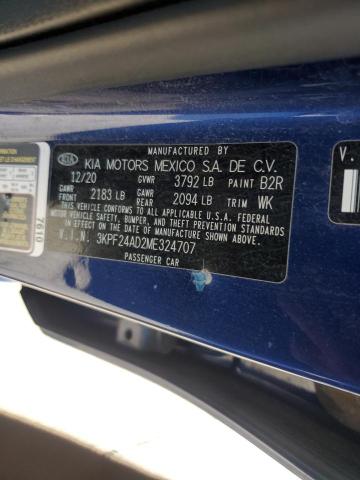 MANUFACTURED BY
KIA KIA MOTORS MEXICO S.A. DE C.V.
12/20 GVWR 3792 LB PAINT B2R
GAWR FRONT 2183 LB GAWR REAR 2094 LB TRIM WK
THIS VEHICLE CONFORMS TO ALL APPLICABLE U.S.A. FEDERAL
MOTOR VEHICLE SAFETY, BUMPER, AND THEFT PREVENTION STANDARDS
IN EFFECT ON THE DATE OF MANUFACTURE SHOWN ABOVE.
V.I.N. 3KPF24AD2ME324707
PASSENGER CAR
7610
V.